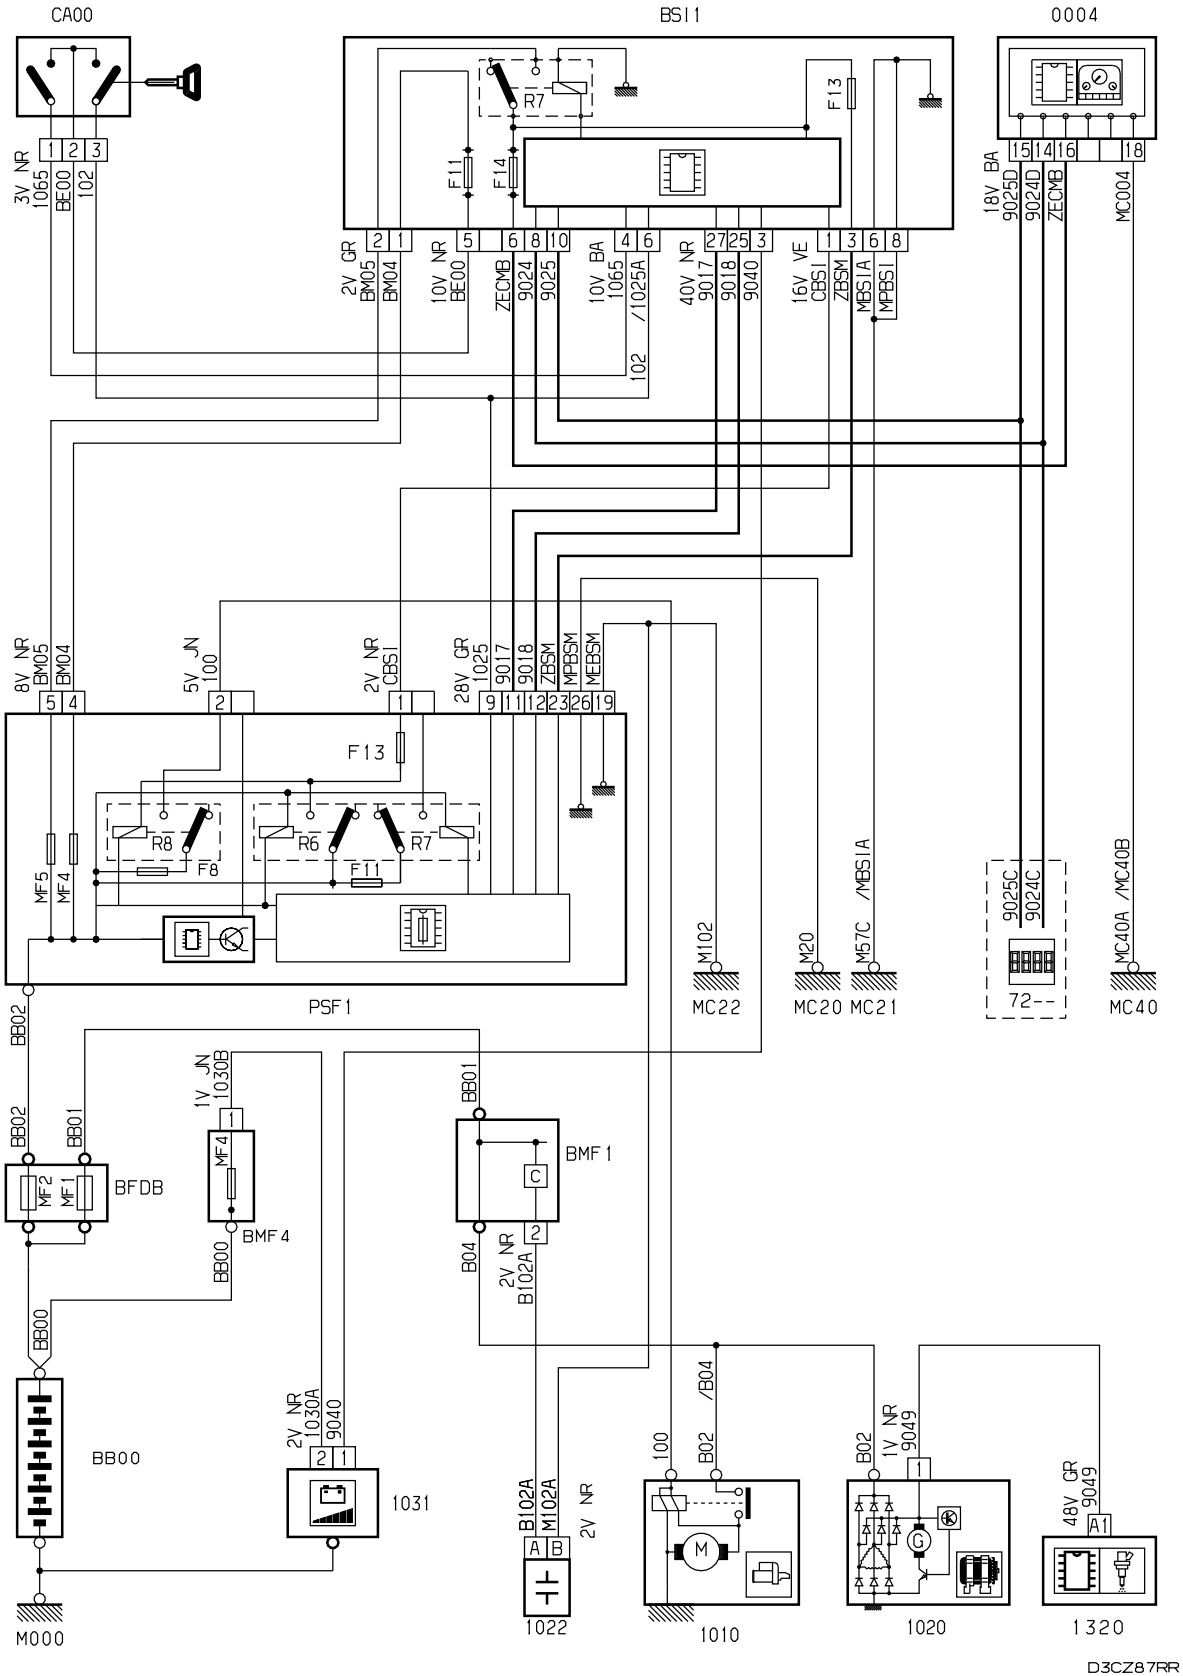 CA00
BSI1
0004
R7
F13
F11
F14
1 2 3
3V NR
1065
BE00
102
2 1
5 6 8 10
4 6
27 25 3
1 3 6 8
15 14 16 18
2V GR
BM05
BM04
10V NR
BE00
ZECMB
9024
9025
10V BA
1065
/1025A
102
40V NR
9017
9018
9040
16V VE
CBSI
ZBSM
MBSIA
MPBSI
18V BA
9025D
9024D
ZECMB
MC004
8V NR
BM05
BM04
5V JN
100
2V NR
CBSI
28V GR
1025
9017
9018
ZBSM
MPBSM
MEBSM
5 4
2
1
9 11 12 23 26 19
F13
R8
R6
R7
F8
F11
MF5
MF4
PSF1
M102
MC22
M20
MC20
M57C /MBSIA
MC21
9025C
9024C
72--
MC40A /MC40B
MC40
BB02
BB02
BB01
MF2
MF1
BFDB
1V JN
1030B
1
MF4
BMF4
BB00
BB00
BB01
BMF1
C
2
B04
2V NR
B102A
BB00
M000
2V NR
1030A
9040
2 1
1031
B102A
M102A
2V NR
A B
1022
100
/B04
B02
M
1010
B02
1V NR
9049
1
G
1020
48V GR
9049
A1
1320
D3CZ87RR